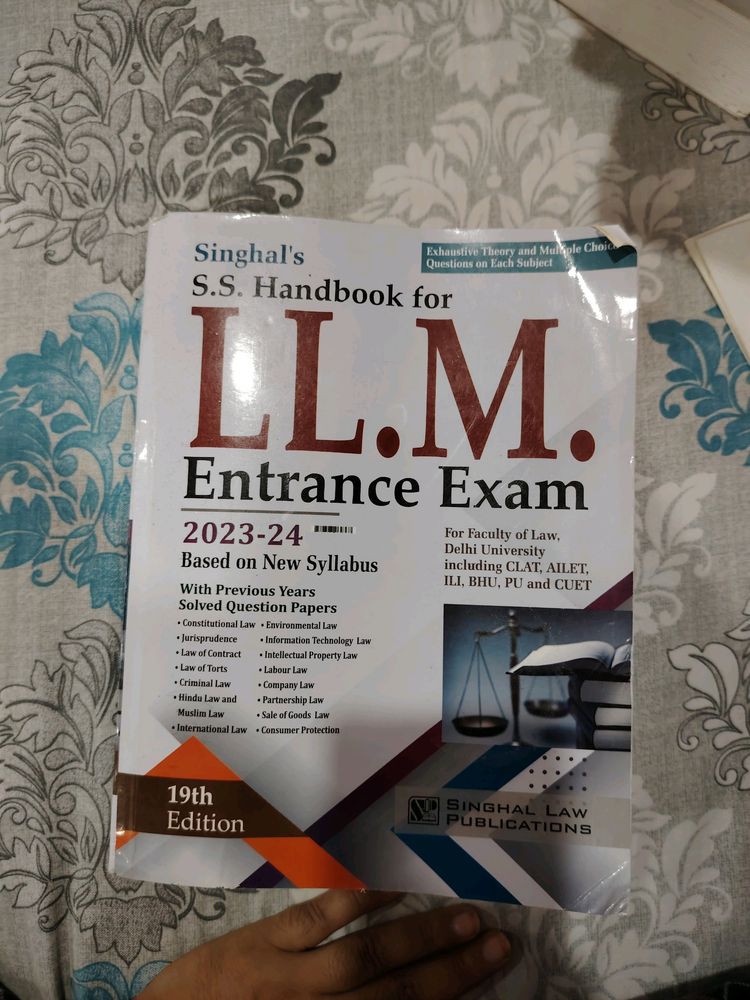 Singhal's
S.S. Handbook for
Exhaustive Theory and Multiple Choice
Questions on Each Subject
LL.M.
Entrance Exam
2023-24
Based on New Syllabus
For Faculty of Law,
Delhi University
including CLAT, AILET,
ILI, BHU, PU and CUET
With Previous Years
Solved Question Papers
• Constitutional Law
• Jurisprudence
• Law of Contract
• Law of Torts
• Criminal Law
• Hindu Law and
Muslim Law
• International Law
• Environmental Law
• Information Technology Law
• Intellectual Property Law
• Labour Law
• Company Law
• Partnership Law
• Sale of Goods Law
• Consumer Protection
19th
Edition
SINGHAL LAW
PUBLICATIONS